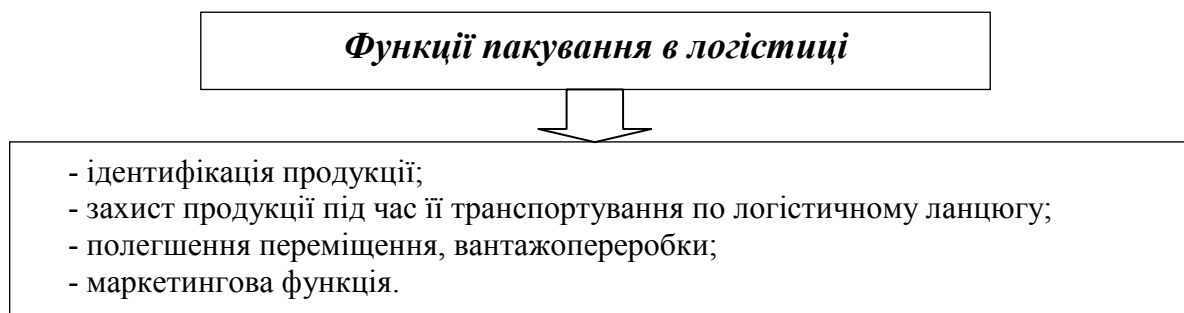 Функції пакування в логістиці
- ідентифікація продукції;
- захист продукції під час її транспортування по логістичному ланцюгу;
- полегшення переміщення, вантажопереробки;
- маркетингова функція.